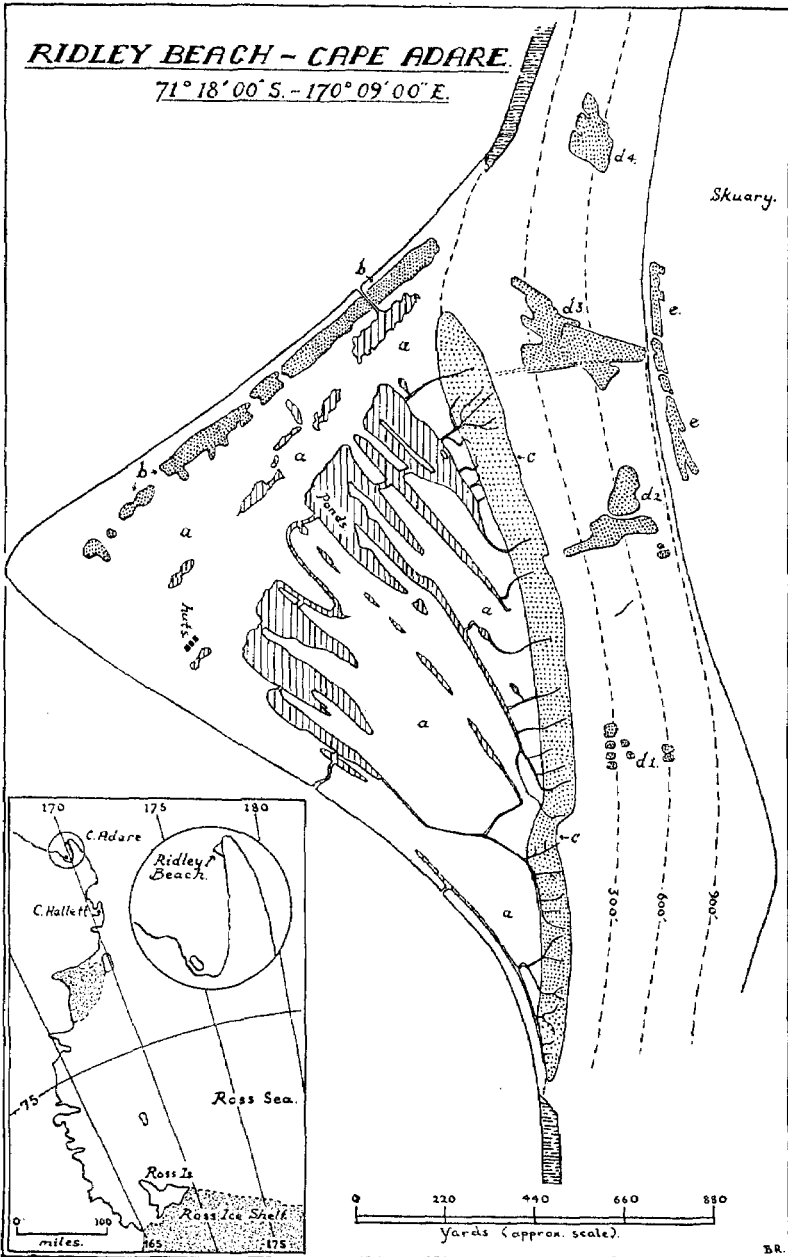 RIDLEY BEACH - CAPE ADARE.
71° 18' 00" S. - 170° 09' 00" E.
d4.
Skuary.
b
a
d3.
e.
c
e
a
b
Ponds.
d2
a
huts
a
a
d1.
c
a
300'
600'
900'
170
175
180
C. Adare
Ridley
Beach.
C. Hallett
75
Ross Sea.
Ross Is.
Ross Ice Shelf.
0 100
miles.
165
175
0 220 440 660 880
Yards (approx. scale).
B.R.